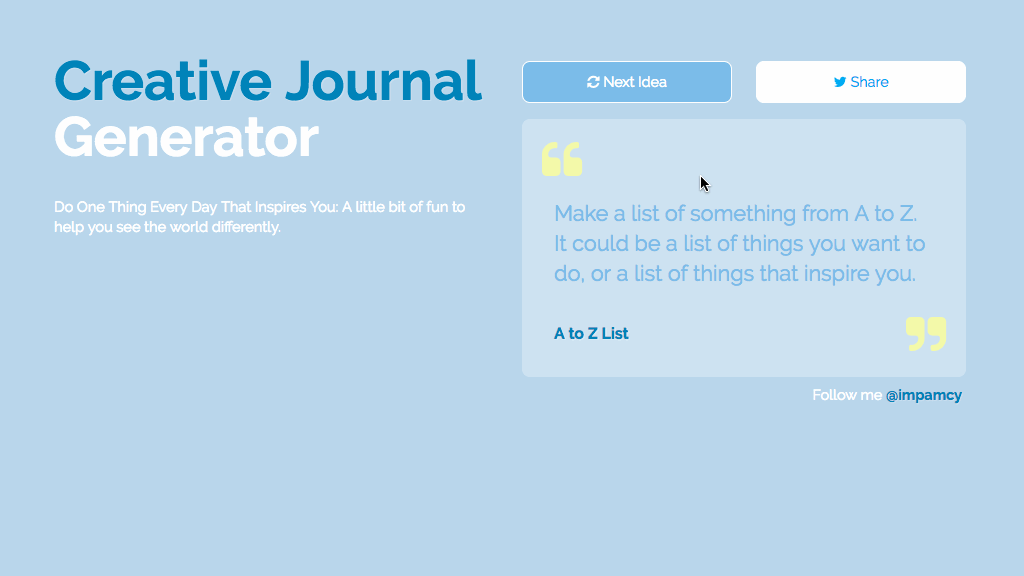 Creative Journal
Generator
Do One Thing Every Day That Inspires You: A little bit of fun to
help you see the world differently.
Next Idea
Share
Make a list of something from A to Z.
It could be a list of things you want to
do, or a list of things that inspire you.
A to Z List
Follow me @impamcy